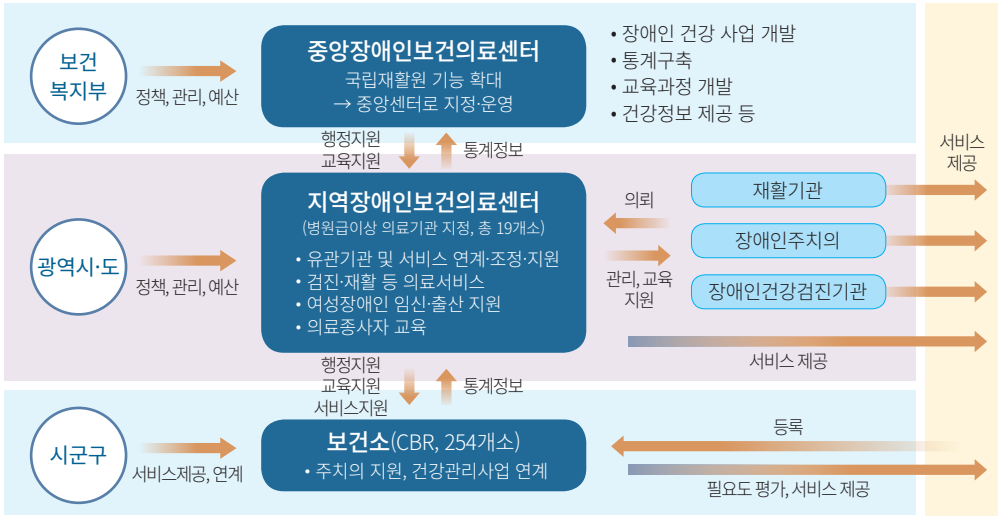 보건
복지부
정책, 관리, 예산
중앙장애인보건의료센터
국립재활원 기능 확대
→ 중앙센터로 지정·운영
• 장애인 건강 사업 개발
• 통계구축
• 교육과정 개발
• 건강정보 제공 등
행정지원
교육지원
통계정보
서비스
제공
광역시·도
정책, 관리, 예산
지역장애인보건의료센터
(병원급이상 의료기관 지정, 총 19개소)
• 유관기관 및 서비스 연계·조정·지원
• 검진·재활 등 의료서비스
• 여성장애인 임신·출산 지원
• 의료종사자 교육
의뢰
관리, 교육
지원
재활기관
장애인주치의
장애인건강검진기관
서비스 제공
행정지원
교육지원
서비스지원
통계정보
시군구
서비스제공, 연계
보건소(CBR, 254개소)
• 주치의 지원, 건강관리사업 연계
등록
필요도 평가, 서비스 제공